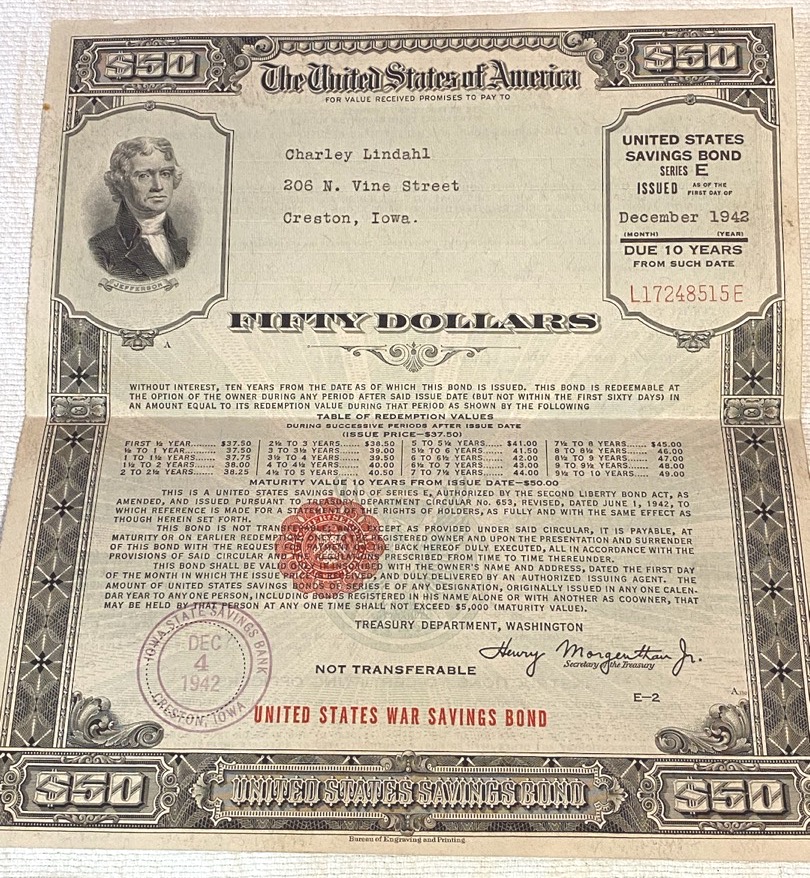 $50
$50
The United States of America
FOR VALUE RECEIVED PROMISES TO PAY TO
Charley Lindahl
206 N. Vine Street
Creston, Iowa.
JEFFERSON
A
UNITED STATES
SAVINGS BOND
SERIES E
ISSUED AS OF THE FIRST DAY OF
December 1942
(MONTH) (YEAR)
DUE 10 YEARS
FROM SUCH DATE
L17248515E
FIFTY DOLLARS
WITHOUT INTEREST, TEN YEARS FROM THE DATE AS OF WHICH THIS BOND IS ISSUED. THIS BOND IS REDEEMABLE AT
THE OPTION OF THE OWNER DURING ANY PERIOD AFTER SAID ISSUE DATE (BUT NOT WITHIN THE FIRST SIXTY DAYS) IN
AN AMOUNT EQUAL TO ITS REDEMPTION VALUE DURING THAT PERIOD AS SHOWN BY THE FOLLOWING
TABLE OF REDEMPTION VALUES
DURING SUCCESSIVE PERIODS AFTER ISSUE DATE
(ISSUE PRICE—$37.50)
FIRST ½ YEAR........ $37.50 2½ TO 3 YEARS........ $38.50 5 TO 5½ YEARS........ $41.00 7½ TO 8 YEARS........ $45.00
½ TO 1 YEAR........ 37.50 3 TO 3½ YEARS........ 39.00 5½ TO 6 YEARS........ 41.50 8 TO 8½ YEARS........ 46.00
1 TO 1½ YEARS........ 37.75 3½ TO 4 YEARS........ 39.50 6 TO 6½ YEARS........ 42.00 8½ TO 9 YEARS........ 47.00
1½ TO 2 YEARS........ 38.00 4 TO 4½ YEARS........ 40.00 6½ TO 7 YEARS........ 43.00 9 TO 9½ YEARS........ 48.00
2 TO 2½ YEARS........ 38.25 4½ TO 5 YEARS........ 40.50 7 TO 7½ YEARS........ 44.00 9½ TO 10 YEARS........ 49.00
MATURITY VALUE 10 YEARS FROM ISSUE DATE—$50.00
THIS IS A UNITED STATES SAVINGS BOND OF SERIES E, AUTHORIZED BY THE SECOND LIBERTY BOND ACT, AS
AMENDED, AND ISSUED PURSUANT TO TREASURY DEPARTMENT CIRCULAR No. 653, REVISED, DATED JUNE 1, 1942, TO
WHICH REFERENCE IS MADE FOR A STATEMENT OF THE RIGHTS OF HOLDERS, AS FULLY AND WITH THE SAME EFFECT AS
THOUGH HEREIN SET FORTH.
THIS BOND IS NOT TRANSFERABLE; AND EXCEPT AS PROVIDED UNDER SAID CIRCULAR, IT IS PAYABLE, AT
MATURITY OR ON EARLIER REDEMPTION TO THE REGISTERED OWNER AND UPON THE PRESENTATION AND SURRENDER
OF THIS BOND WITH THE REQUEST FOR PAYMENT ON BACK HEREOF DULY EXECUTED, ALL IN ACCORDANCE WITH THE
PROVISIONS OF SAID CIRCULAR AND THE REGULATIONS PRESCRIBED FROM TIME TO TIME THEREUNDER.
THIS BOND SHALL BE VALID ONLY WITH THE OWNER'S NAME AND ADDRESS, DATED THE FIRST DAY
OF THE MONTH IN WHICH THE ISSUE PRICE AND DULY DELIVERED BY AN AUTHORIZED ISSUING AGENT. THE
AMOUNT OF UNITED STATES SAVINGS BONDS OF SERIES E OF ANY DESIGNATION, ORIGINALLY ISSUED IN ANY ONE CALEN-
DAR YEAR TO ANY ONE PERSON, INCLUDING BONDS REGISTERED IN HIS NAME ALONE OR WITH ANOTHER AS COOWNER, THAT
MAY BE HELD BY THAT PERSON AT ANY ONE TIME SHALL NOT EXCEED $5,000 (MATURITY VALUE).
TREASURY DEPARTMENT, WASHINGTON
IOWA STATE SAVINGS BANK
DEC
4
1942
CRESTON, IOWA
NOT TRANSFERABLE
Henry Morgenthau Jr.
Secretary of the Treasury
E-2
UNITED STATES WAR SAVINGS BOND
$50
UNITED STATES SAVINGS BOND
$50
Bureau of Engraving and Printing.